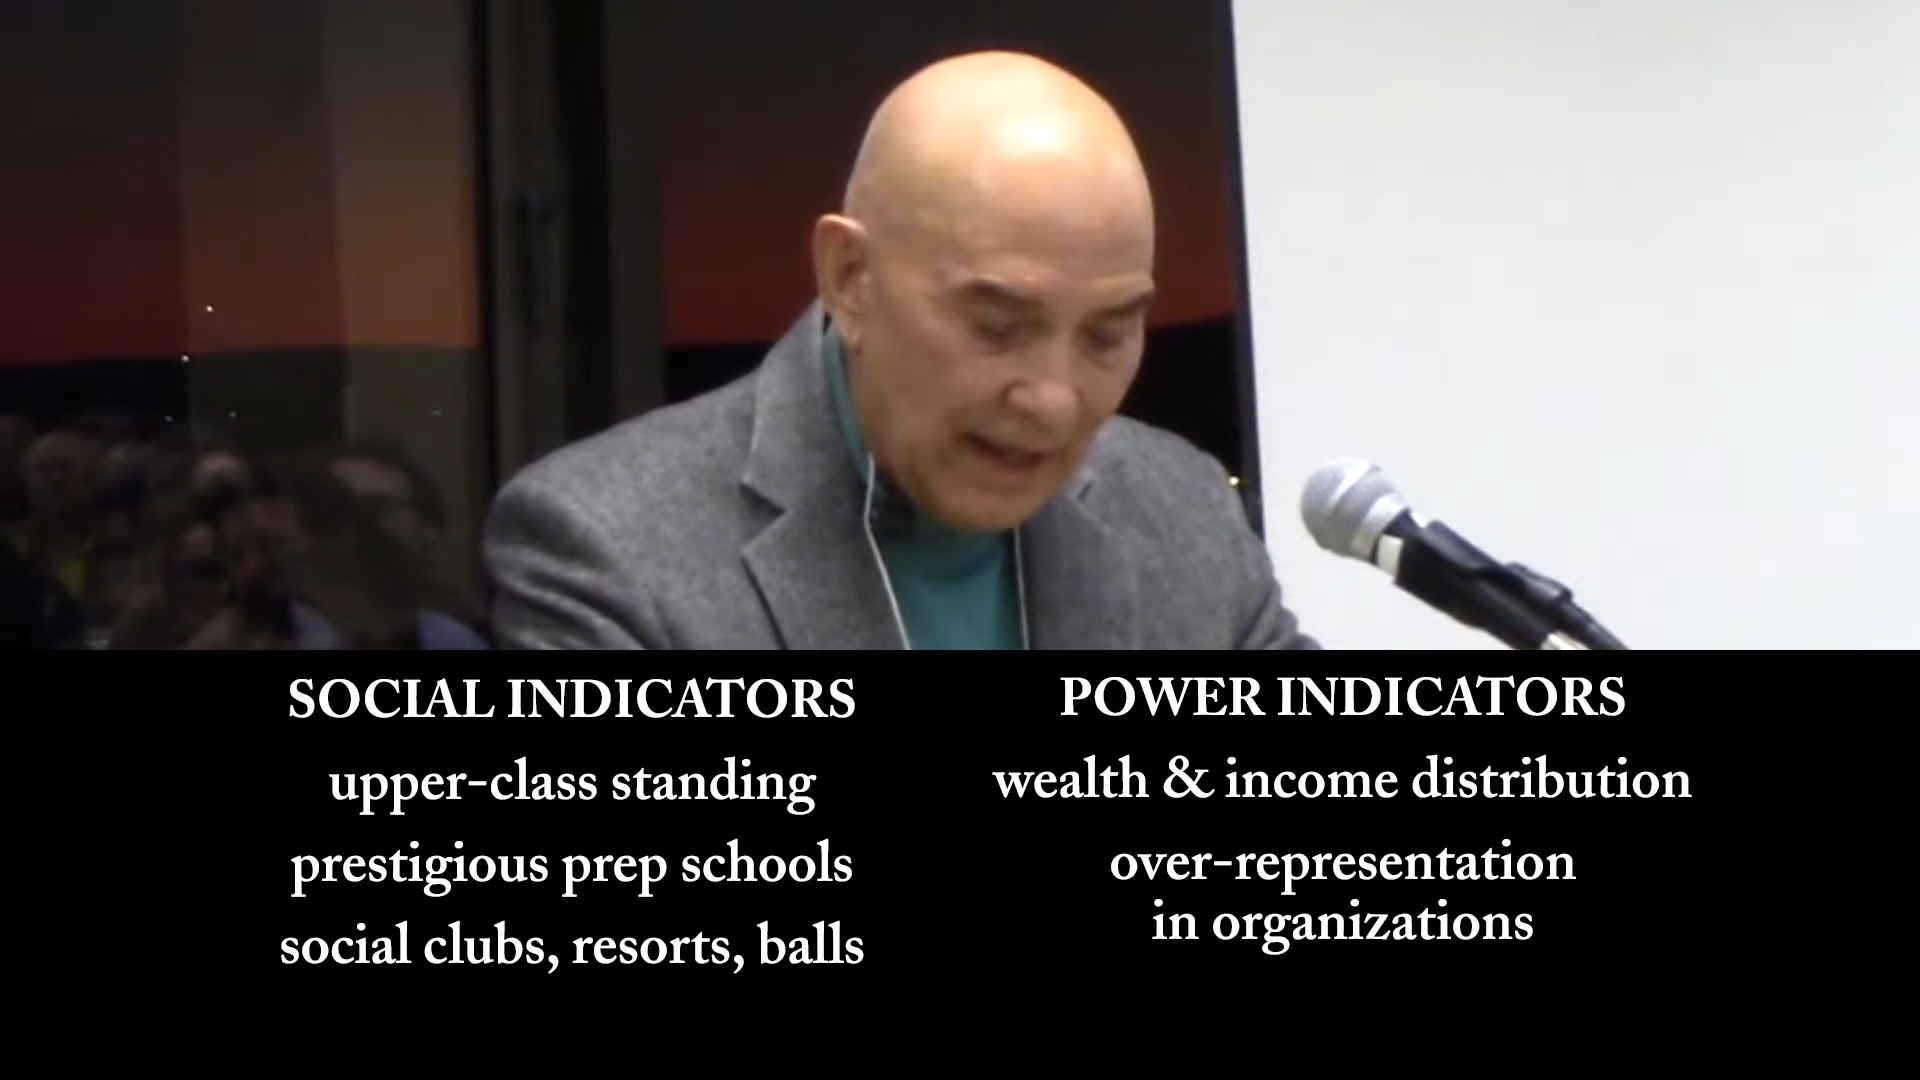 SOCIAL INDICATORS
upper-class standing
prestigious prep schools
social clubs, resorts, balls
POWER INDICATORS
wealth & income distribution
over-representation
in organizations